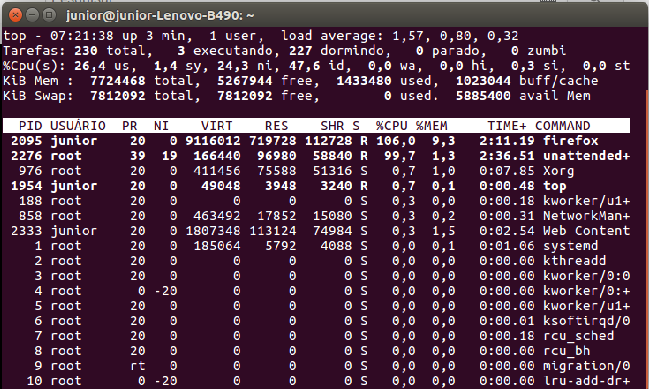 junior@junior-Lenovo-B490: ~
top - 07:21:38 up 3 min,  1 user,  load average: 1,57, 0,80, 0,32
Tarefas: 230 total,   3 executando, 227 dormindo,   0 parado,   0 zumbi
%Cpu(s): 26,4 us,  1,4 sy, 24,3 ni, 47,6 id,  0,0 wa,  0,0 hi,  0,3 si,  0,0 st
KiB Mem :  7724468 total,  5267944 free,  1433480 used,  1023044 buff/cache
KiB Swap:  7812092 total,  7812092 free,        0 used.  5885400 avail Mem
PID USUÁRIO   PR  NI    VIRT    RES    SHR S  %CPU %MEM     TIME+ COMMAND
2095 junior    20   0 9116012 719728 112728 R 106,0  9,3   2:11.19 firefox
2276 root      39  19  166440  96980  58840 R  99,7  1,3   2:36.51 unattended+
976 root      20   0  411456  75588  51316 S   0,7  1,0   0:07.85 Xorg
1954 junior    20   0   49048   3948   3240 R   0,7  0,1   0:00.48 top
188 root      20   0       0      0      0 S   0,3  0,0   0:00.18 kworker/u1+
858 root      20   0  463492  17852  15080 S   0,3  0,2   0:00.31 NetworkMan+
2333 junior    20   0 1807348 113124  74984 S   0,3  1,5   0:02.54 Web Content
1 root      20   0  185064   5792   4088 S   0,0  0,1   0:01.06 systemd
2 root      20   0       0      0      0 S   0,0  0,0   0:00.00 kthreadd
3 root      20   0       0      0      0 S   0,0  0,0   0:00.00 kworker/0:0
4 root       0 -20       0      0      0 S   0,0  0,0   0:00.00 kworker/0:+
5 root      20   0       0      0      0 S   0,0  0,0   0:00.00 kworker/u1+
6 root      20   0       0      0      0 S   0,0  0,0   0:00.01 ksoftirqd/0
7 root      20   0       0      0      0 S   0,0  0,0   0:00.18 rcu_sched
8 root      20   0       0      0      0 S   0,0  0,0   0:00.00 rcu_bh
9 root      rt   0       0      0      0 S   0,0  0,0   0:00.00 migration/0
10 root       0 -20       0      0      0 S   0,0  0,0   0:00.00 lru-add-dr+